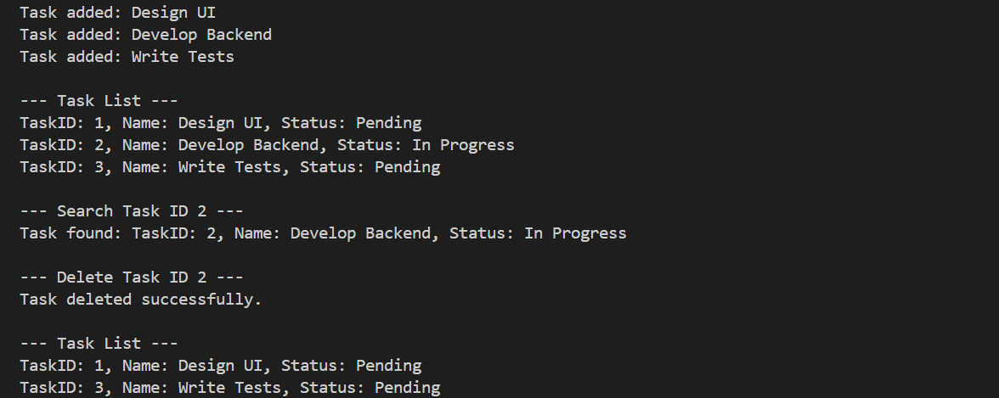 Task added: Design UI
Task added: Develop Backend
Task added: Write Tests
--- Task List ---
TaskID: 1, Name: Design UI, Status: Pending
TaskID: 2, Name: Develop Backend, Status: In Progress
TaskID: 3, Name: Write Tests, Status: Pending
--- Search Task ID 2 ---
Task found: TaskID: 2, Name: Develop Backend, Status: In Progress
--- Delete Task ID 2 ---
Task deleted successfully.
--- Task List ---
TaskID: 1, Name: Design UI, Status: Pending
TaskID: 3, Name: Write Tests, Status: Pending